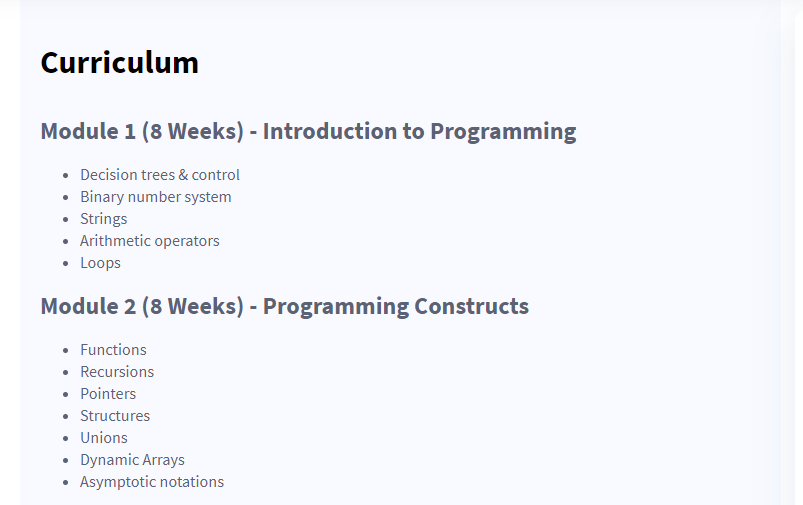 Curriculum
Module 1 (8 Weeks) - Introduction to Programming
• Decision trees & control
• Binary number system
• Strings
• Arithmetic operators
• Loops
Module 2 (8 Weeks) - Programming Constructs
• Functions
• Recursions
• Pointers
• Structures
• Unions
• Dynamic Arrays
• Asymptotic notations